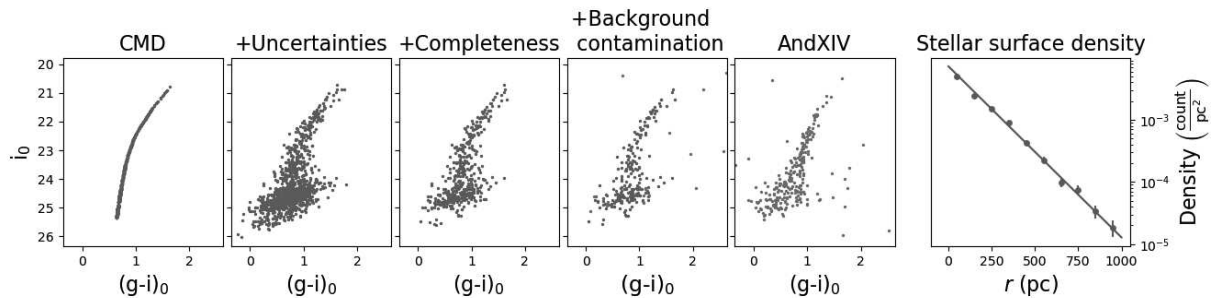 +Background
CMD +Uncertainties +Completeness contamination AndXIV Stellar surface density
20
21
22
23
24
25
26
i₀
0 1 2
0 1 2
0 1 2
0 1 2
0 1 2
0 250 500 750 1000
(g-i)₀ (g-i)₀ (g-i)₀ (g-i)₀ (g-i)₀ r (pc)
10⁻³
10⁻⁴
10⁻⁵
Density (count/pc²)